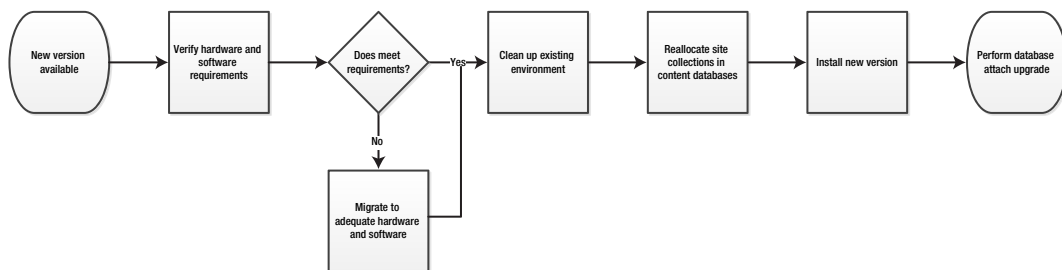 New version
available
Verify hardware and
software
requirements
Does meet
requirements?
Yes
No
Migrate to
adequate hardware
and software
Clean up existing
environment
Reallocate site
collections in
content databases
Install new version
Perform database
attach upgrade